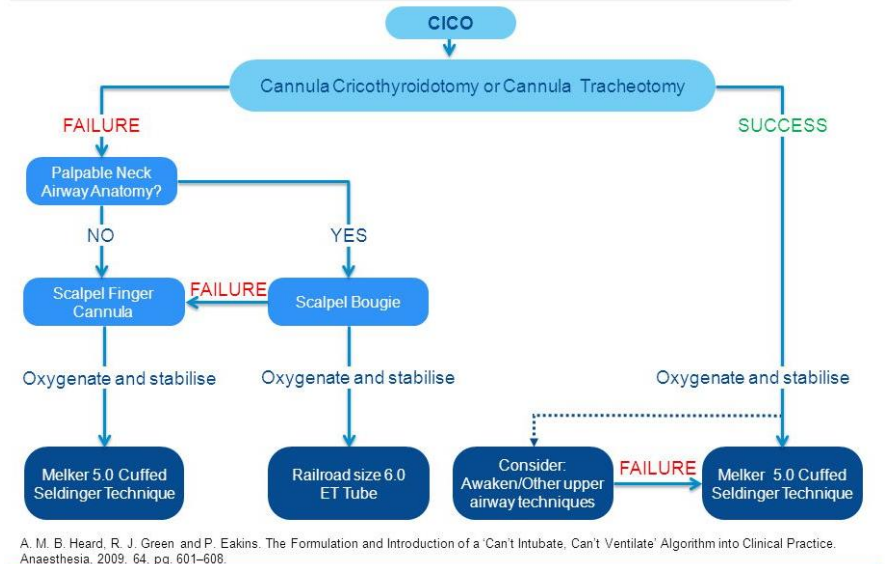 CICO
Cannula Cricothyroidotomy or Cannula Tracheotomy
FAILURE
SUCCESS
Palpable Neck
Airway Anatomy?
NO
YES
Scalpel Finger
Cannula
FAILURE
Scalpel Bougie
Oxygenate and stabilise
Oxygenate and stabilise
Oxygenate and stabilise
Melker 5.0 Cuffed
Seldinger Technique
Railroad size 6.0
ET Tube
Consider:
Awaken/Other upper
airway techniques
FAILURE
Melker 5.0 Cuffed
Seldinger Technique
A. M. B. Heard, R. J. Green and P. Eakins. The Formulation and Introduction of a ‘Can’t Intubate, Can’t Ventilate’ Algorithm into Clinical Practice.
Anaesthesia, 2009, 64, pg. 601–608.